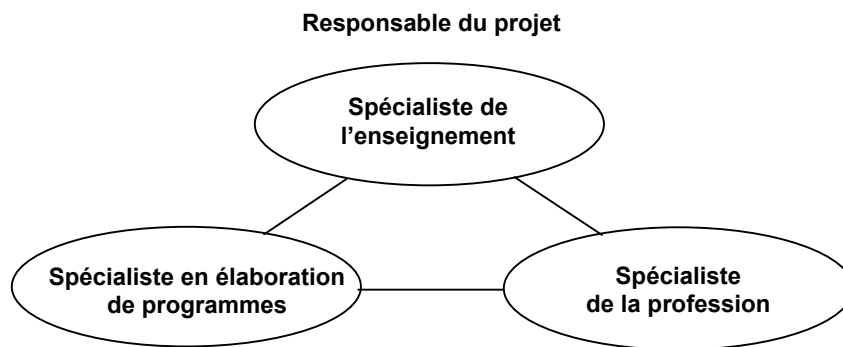 Responsable du projet
Spécialiste de
l’enseignement
Spécialiste en élaboration
de programmes
Spécialiste
de la profession